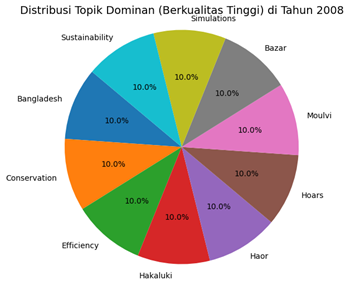 Distribusi Topik Dominan (Berkualitas Tinggi) di Tahun 2008
Simulations
Sustainability
Bazar
Bangladesh
Moulvi
Conservation
Hoars
Efficiency
Haor
Hakaluki
10.0%
10.0%
10.0%
10.0%
10.0%
10.0%
10.0%
10.0%
10.0%
10.0%